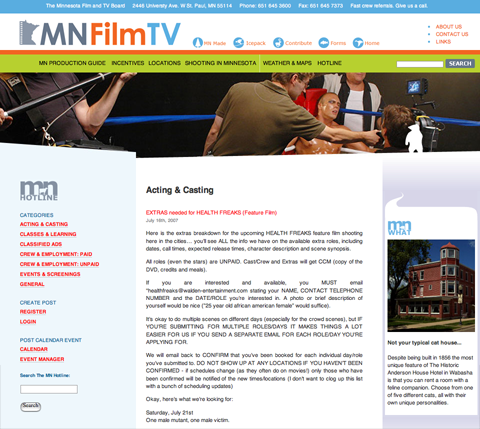 The Minnesota Film and TV Board 2446 University Ave. W St. Paul, MN 55114 Phone: 651 645 3600 Fax: 651 645 7373 Fast crew referrals. Give us a call.
MNFilmTV
MN Made Icepack Contribute Forms Home
ABOUT US
CONTACT US
LINKS
MN PRODUCTION GUIDE INCENTIVES LOCATIONS SHOOTING IN MINNESOTA WEATHER & MAPS HOTLINE
SEARCH
mn
HOTLINE
CATEGORIES
ACTING & CASTING
CLASSES & LEARNING
CLASSIFIED ADS
CREW & EMPLOYMENT: PAID
CREW & EMPLOYMENT: UNPAID
EVENTS & SCREENINGS
GENERAL
CREATE POST
REGISTER
LOGIN
POST CALENDAR EVENT
CALENDAR
EVENT MANAGER
Search The MN Hotline:
Search
Acting & Casting
EXTRAS needed for HEALTH FREAKS (Feature Film)
July 16th, 2007
Here is the extras breakdown for the upcoming HEALTH FREAKS feature film shooting
here in the cities.... you'll see ALL the info we have on the available extra roles, including
dates, call times, expected release times, character description and scene synopsis.
All roles (even the stars) are UNPAID. Cast/Crew and Extras will get CCM (copy of the
DVD, credits and meals).
If you are interested and available, you MUST email
"healthfreaks@walden-entertainment.com stating your NAME, CONTACT TELEPHONE
NUMBER and the DATE/ROLE you're interested in. A photo or brief description of
yourself would be nice ("25 year old african american female" would suffice).
It's okay to do multiple scenes on different days (especially for the crowd scenes), but IF
YOU'RE SUBMITTING FOR MULTIPLE ROLES/DAYS IT MAKES THINGS A LOT
EASIER FOR US IF YOU SEND A SEPARATE EMAIL FOR EACH ROLE/DAY YOU'RE
APPLYING FOR.
We will email back to CONFIRM that you've been booked for each individual day/role
you've submitted to. DO NOT SHOW UP AT ANY LOCATIONS IF YOU HAVEN'T BEEN
CONFIRMED - if schedules change (as they often do on movies!) only those who have
been confirmed will be notified of the new times/locations (I don't want to clog up this list
with a bunch of scheduling updates)
Okay, here's what we're looking for:
Saturday, July 21st
One male mutant, one male victim.
mn
WHAT
Not your typical cat house...
Despite being built in 1856 the most
unique feature of The Historic
Anderson House Hotel in Wabasha
is that you can rent a room with a
feline companion. Choose from one
of five different cats, all with their
own unique personalities.